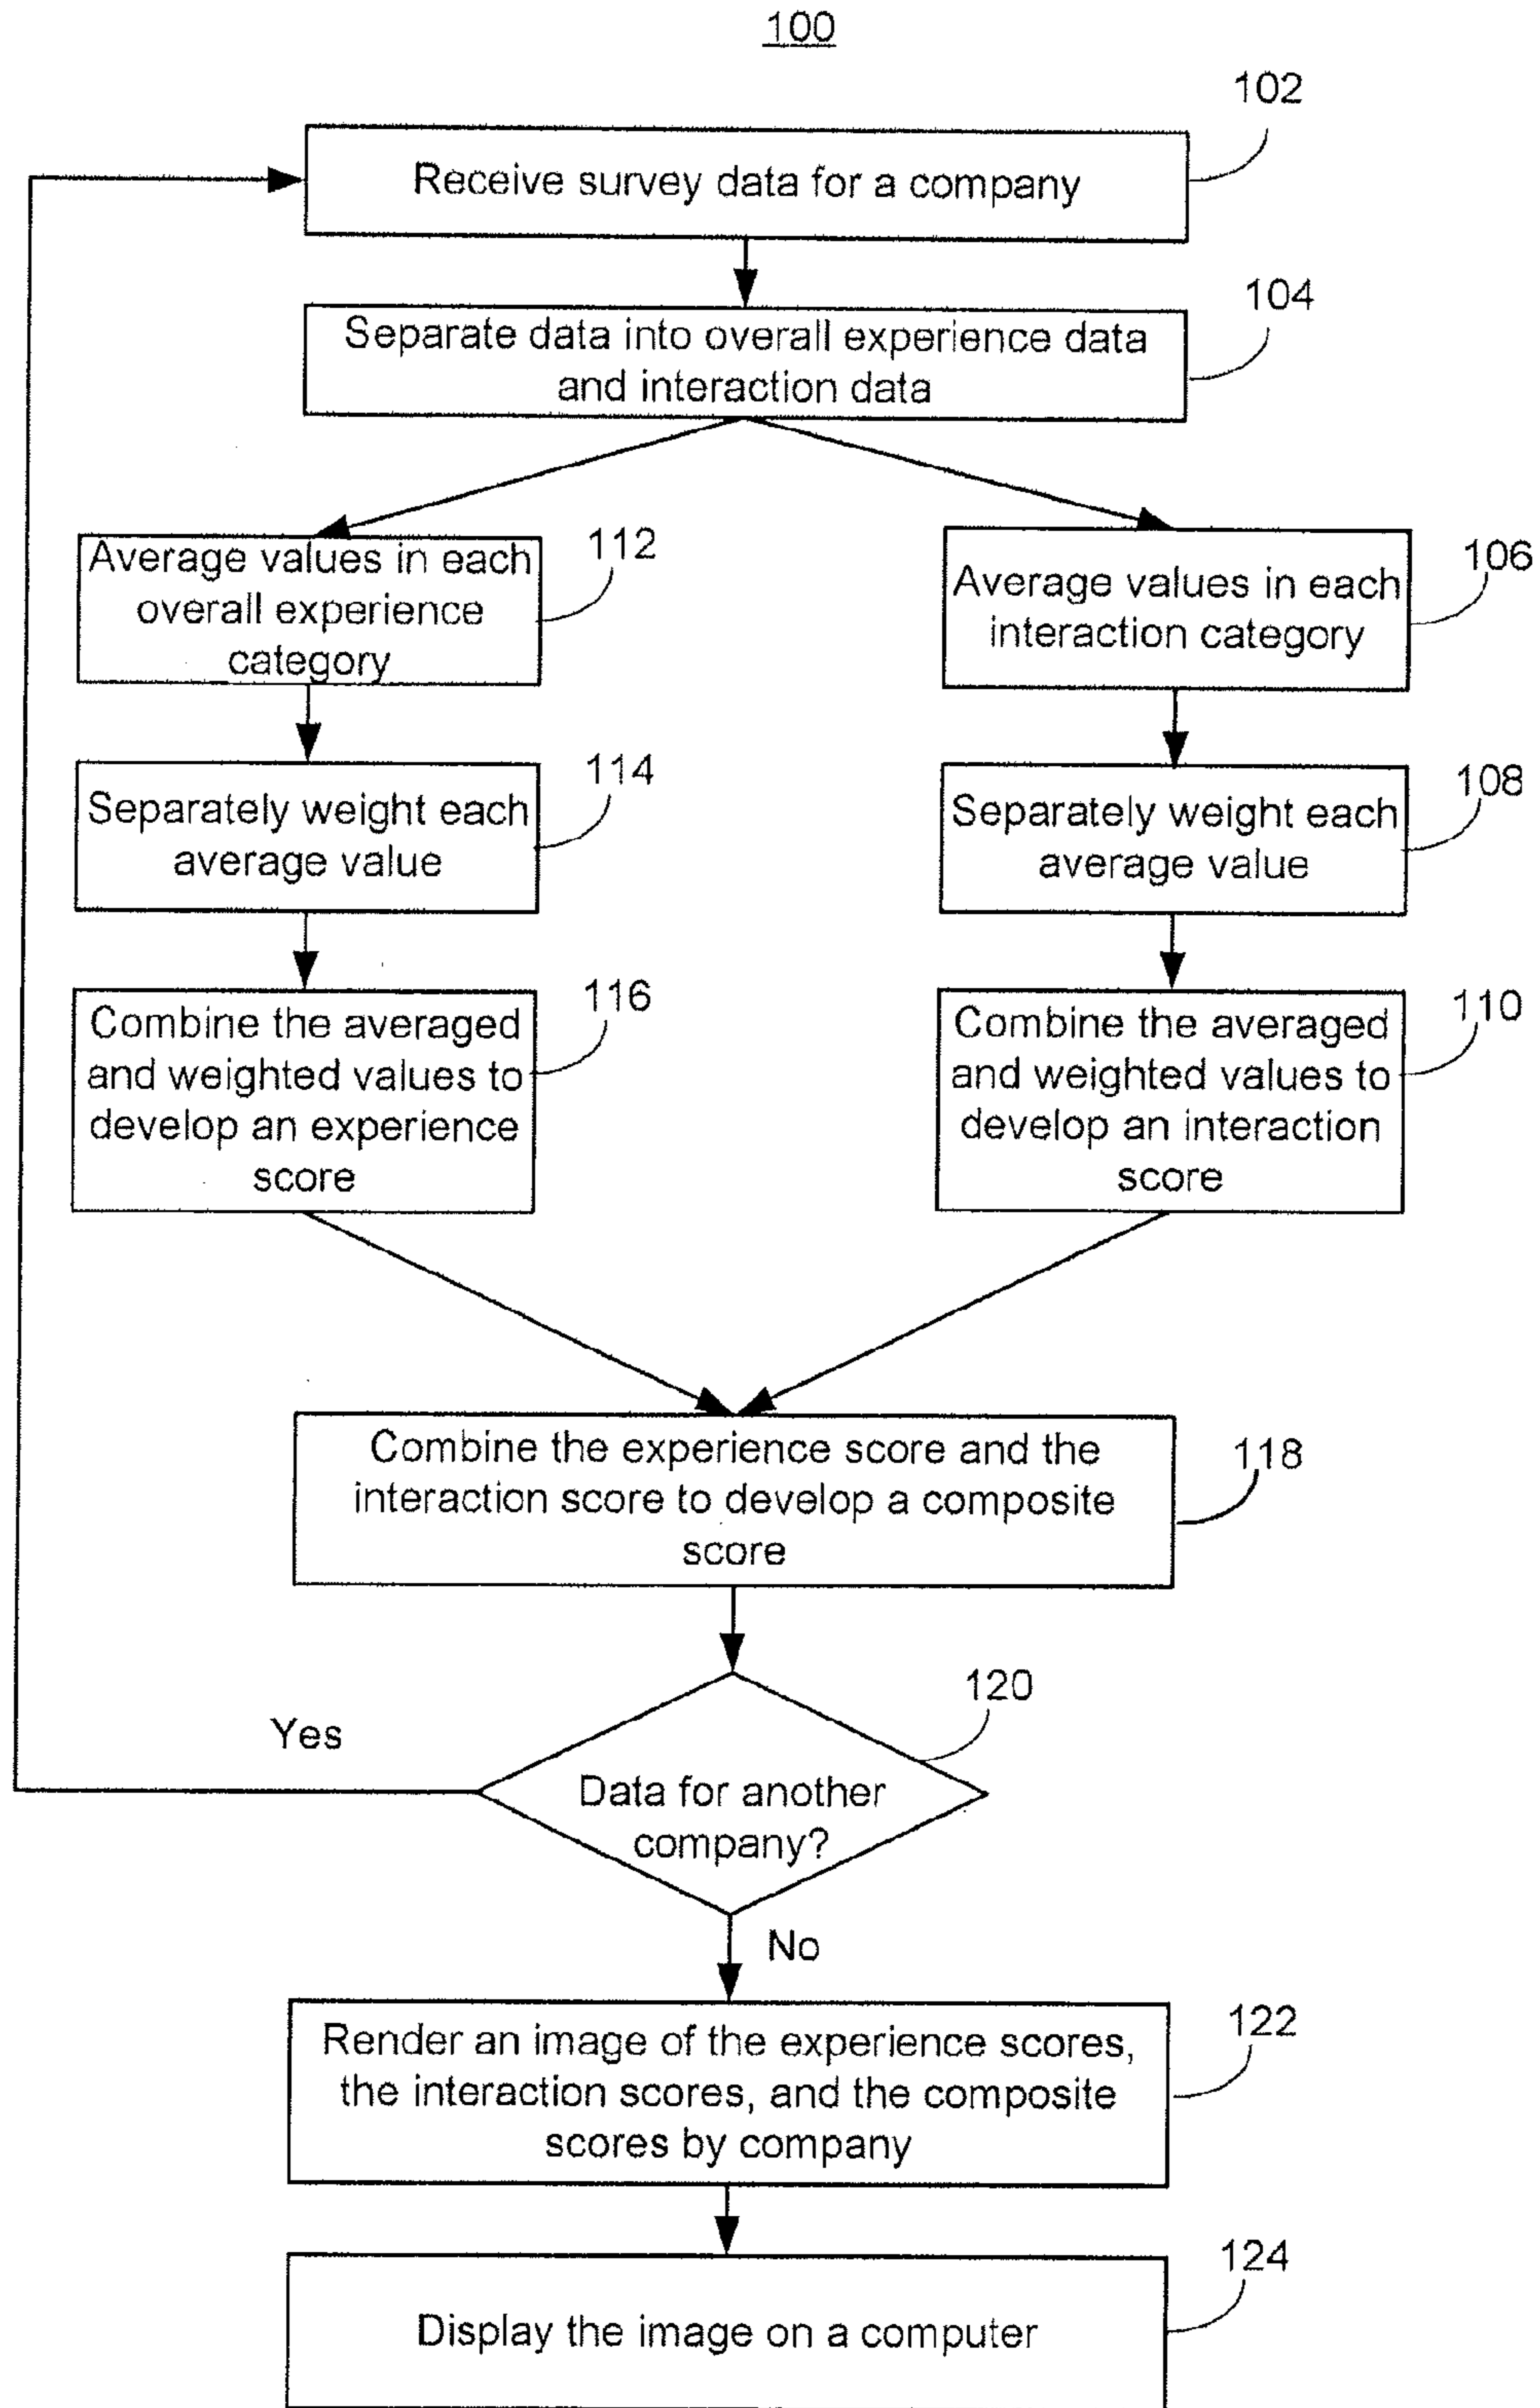 100
102
Receive survey data for a company
104
Separate data into overall experience data
and interaction data
112
Average values in each
overall experience
category
106
Average values in each
interaction category
114
Separately weight each
average value
108
Separately weight each
average value
116
Combine the averaged
and weighted values to
develop an experience
score
110
Combine the averaged
and weighted values to
develop an interaction
score
118
Combine the experience score and the
interaction score to develop a composite
score
120
Yes
Data for another
company?
No
122
Render an image of the experience scores,
the interaction scores, and the composite
scores by company
124
Display the image on a computer